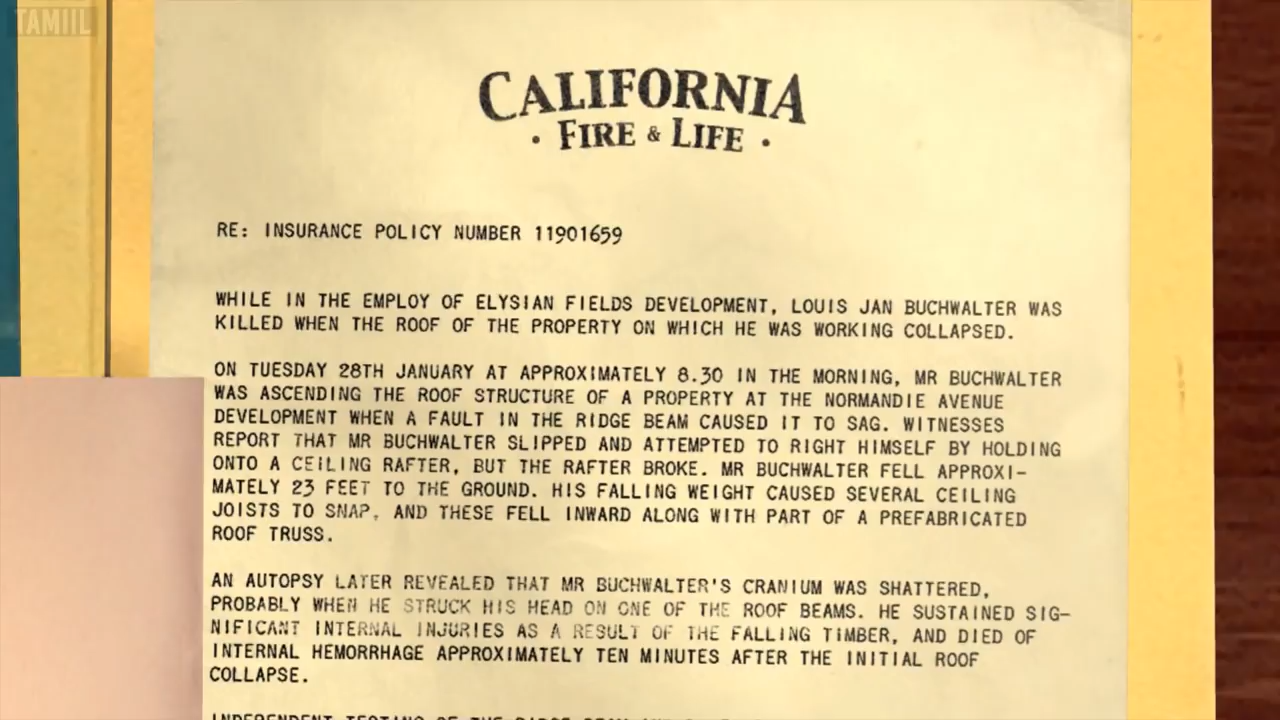 TAMIIL
CALIFORNIA
· FIRE & LIFE ·
RE: INSURANCE POLICY NUMBER 11901659
WHILE IN THE EMPLOY OF ELYSIAN FIELDS DEVELOPMENT, LOUIS JAN BUCHWALTER WAS
KILLED WHEN THE ROOF OF THE PROPERTY ON WHICH HE WAS WORKING COLLAPSED.
ON TUESDAY 28TH JANUARY AT APPROXIMATELY 8.30 IN THE MORNING, MR BUCHWALTER
WAS ASCENDING THE ROOF STRUCTURE OF A PROPERTY AT THE NORMANDIE AVENUE
DEVELOPMENT WHEN A FAULT IN THE RIDGE BEAM CAUSED IT TO SAG. WITNESSES
REPORT THAT MR BUCHWALTER SLIPPED AND ATTEMPTED TO RIGHT HIMSELF BY HOLDING
ONTO A CEILING RAFTER, BUT THE RAFTER BROKE. MR BUCHWALTER FELL APPROXI-
MATELY 23 FEET TO THE GROUND. HIS FALLING WEIGHT CAUSED SEVERAL CEILING
JOISTS TO SNAP, AND THESE FELL INWARD ALONG WITH PART OF A PREFABRICATED
ROOF TRUSS.
AN AUTOPSY LATER REVEALED THAT MR BUCHWALTER'S CRANIUM WAS SHATTERED,
PROBABLY WHEN HE STRUCK HIS HEAD ON ONE OF THE ROOF BEAMS. HE SUSTAINED SIG-
NIFICANT INTERNAL INJURIES AS A RESULT OF THE FALLING TIMBER, AND DIED OF
INTERNAL HEMORRHAGE APPROXIMATELY TEN MINUTES AFTER THE INITIAL ROOF
COLLAPSE.
INDEPENDENT TESTING OF THE RIDGE BEAM AND